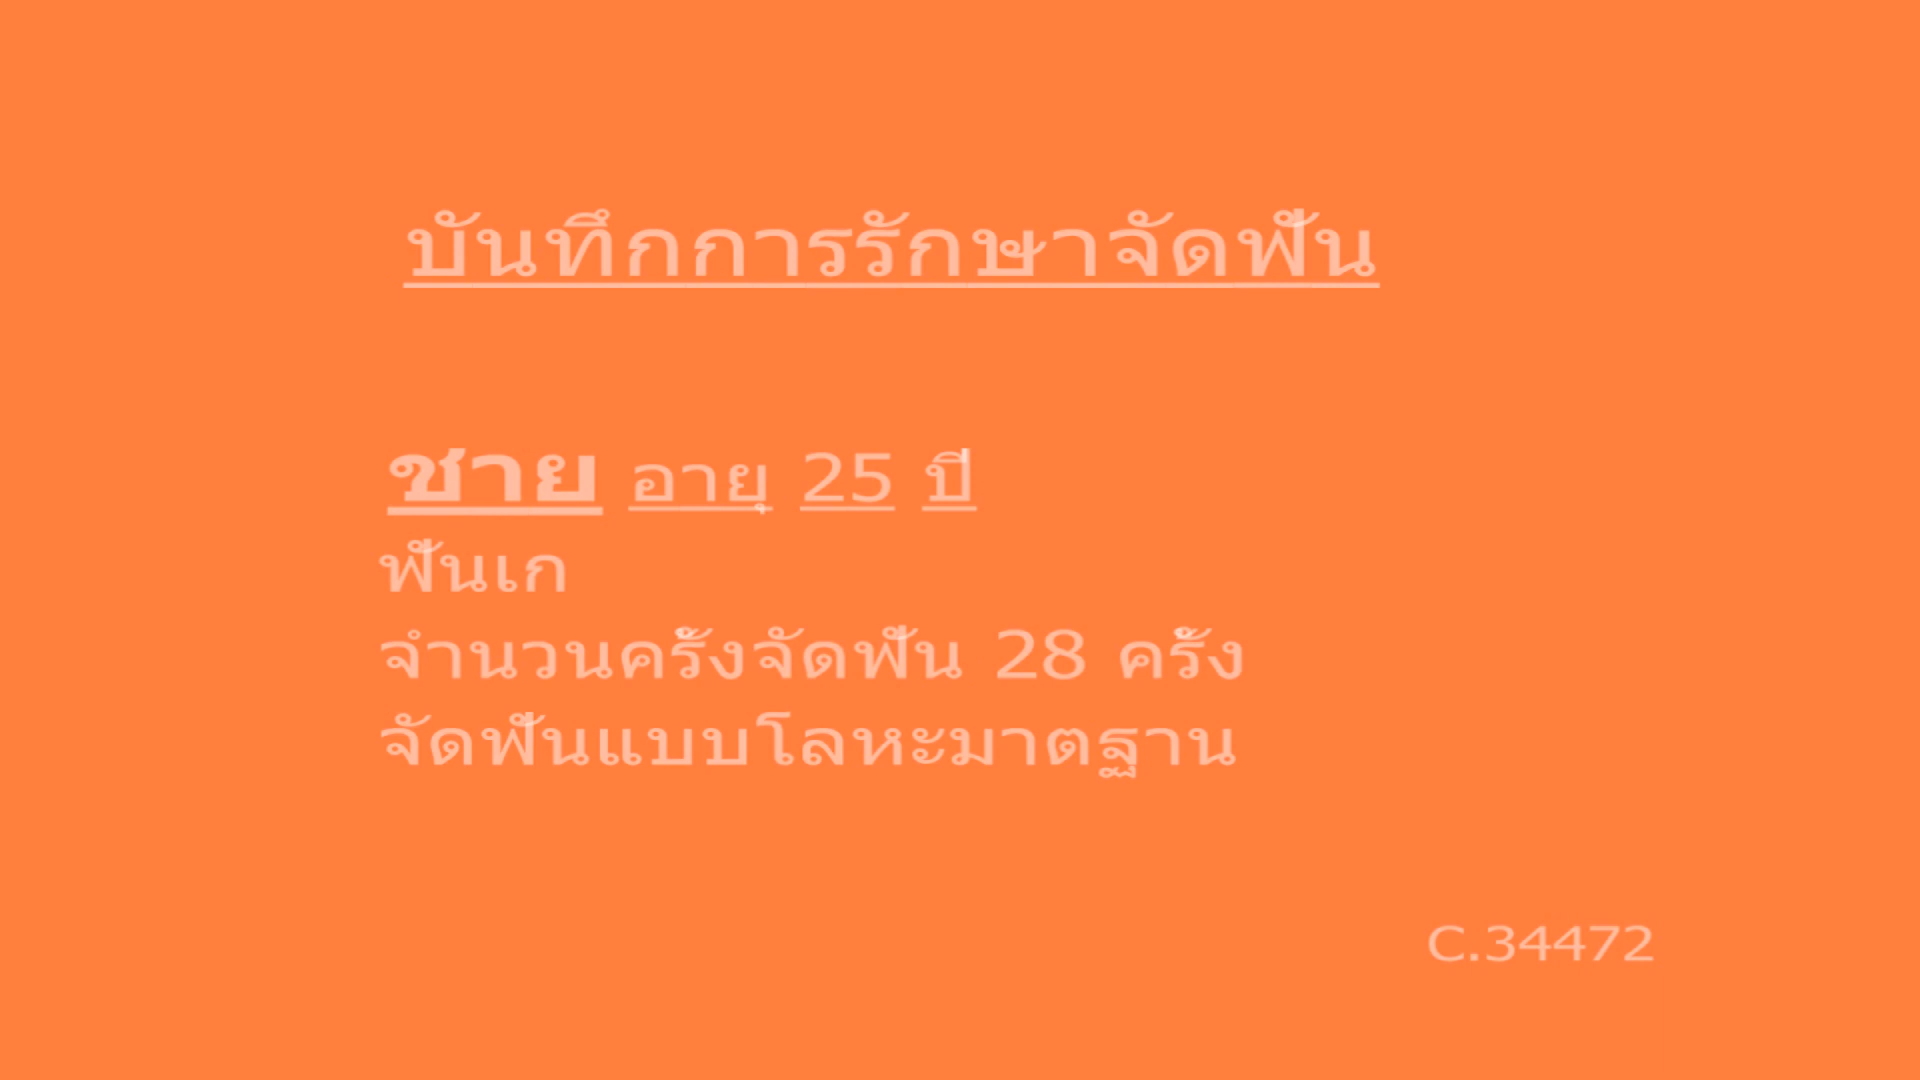 บันทึกการรักษาจัดฟัน
ชาย อายุ 25 ปี
ฟันเก
จำนวนครั้งจัดฟัน 28 ครั้ง
จัดฟันแบบโลหะมาตฐาน
C.34472